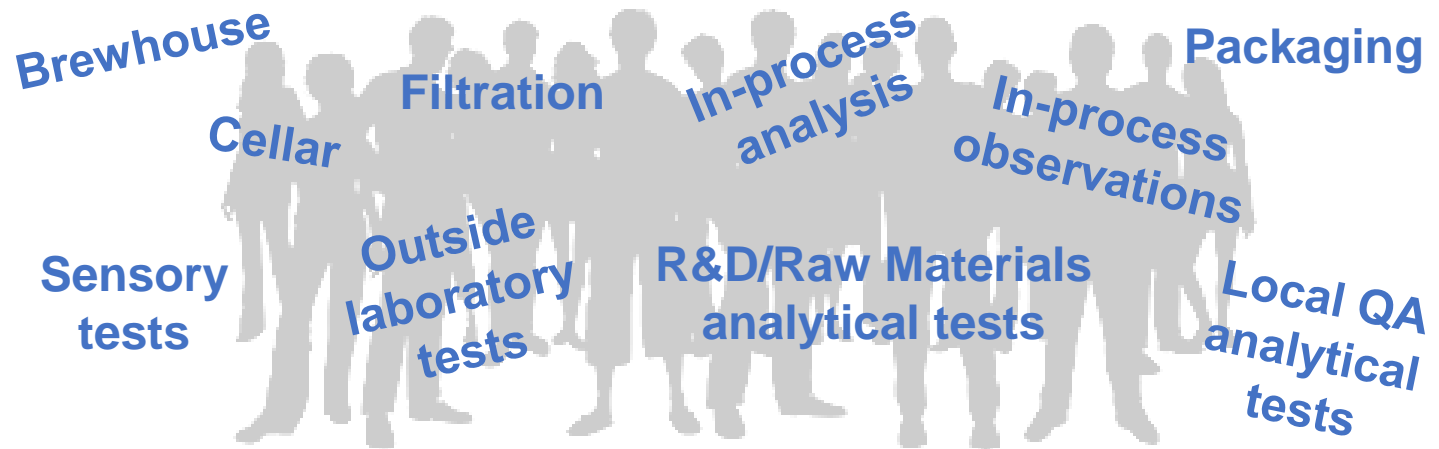 Brewhouse
Cellar
Filtration
In-process
analysis
In-process
observations
Packaging
Sensory
tests
Outside
laboratory
tests
R&D/Raw Materials
analytical tests
Local QA
analytical
tests